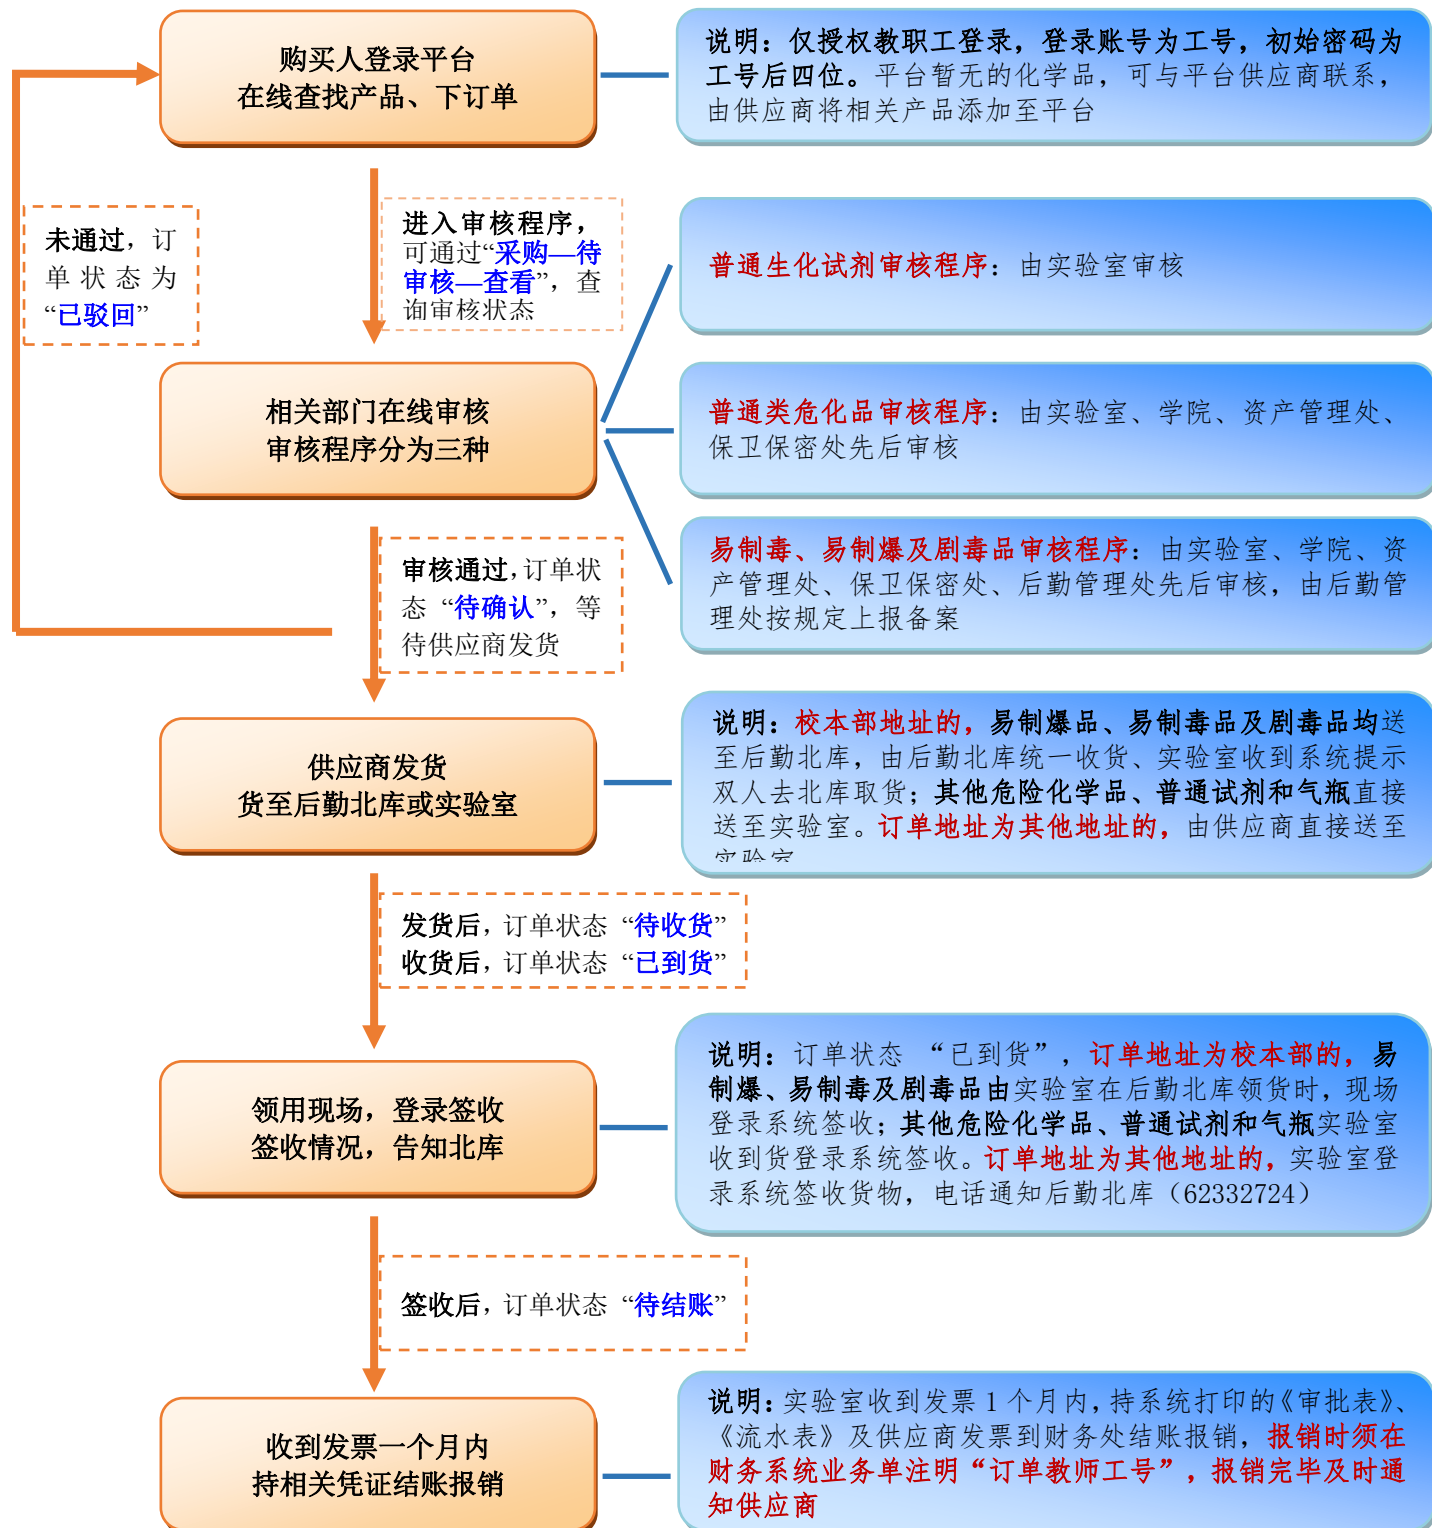 购买人登录平台
在线查找产品、下订单
说明：仅授权教职工登录，登录账号为工号，初始密码为
工号后四位。平台暂无的化学品，可与平台供应商联系，
由供应商将相关产品添加至平台
未通过，订
单状态为
“已驳回”
进入审核程序，
可通过“采购—待
审核—查看”，查
询审核状态
普通生化试剂审核程序：由实验室审核
相关部门在线审核
审核程序分为三种
普通类危化品审核程序：由实验室、学院、资产管理处、
保卫保密处先后审核
易制毒、易制爆及剧毒品审核程序：由实验室、学院、资
产管理处、保卫保密处、后勤管理处先后审核，由后勤管
理处按规定上报备案
审核通过，订单状
态“待确认”，等
待供应商发货
供应商发货
货至后勤北库或实验室
说明：校本部地址的，易制爆品、易制毒品及剧毒品均送
至后勤北库，由后勤北库统一收货、实验室收到系统提示
双人去北库取货；其他危险化学品、普通试剂和气瓶直接
送至实验室。订单地址为其他地址的，由供应商直接送至
实验室
发货后，订单状态“待收货”
收货后，订单状态“已到货”
领用现场，登录签收
签收情况，告知北库
说明：订单状态 “已到货”，订单地址为校本部的，易
制爆、易制毒及剧毒品由实验室在后勤北库领货时，现场
登录系统签收；其他危险化学品、普通试剂和气瓶实验室
收到货登录系统签收。订单地址为其他地址的，实验室登
录系统签收货物，电话通知后勤北库（62332724）
签收后，订单状态“待结账”
收到发票一个月内
持相关凭证结账报销
说明：实验室收到发票 1 个月内，持系统打印的《审批表》、
《流水表》及供应商发票到财务处结账报销，报销时须在
财务系统业务单注明“订单教师工号”，报销完毕及时通
知供应商